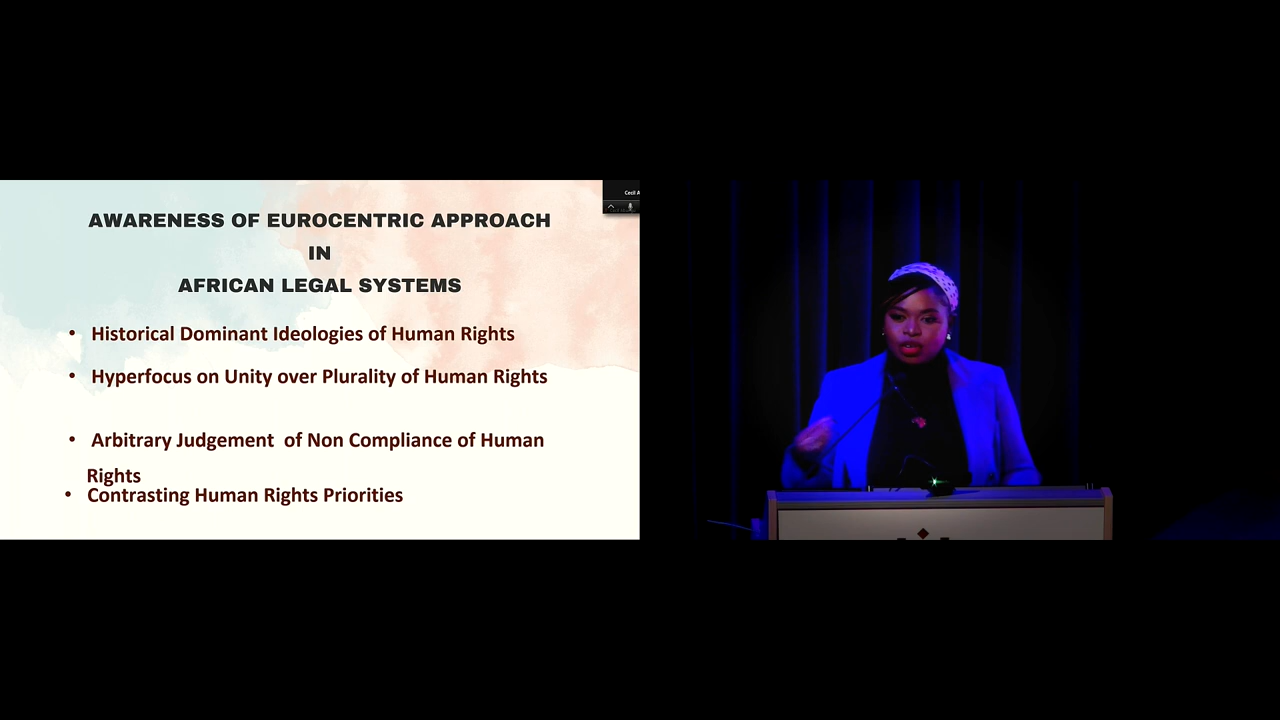 Cecil A
AWARENESS OF EUROCENTRIC APPROACH
IN
AFRICAN LEGAL SYSTEMS
• Historical Dominant Ideologies of Human Rights
• Hyperfocus on Unity over Plurality of Human Rights
• Arbitrary Judgement of Non Compliance of Human
Rights
• Contrasting Human Rights Priorities